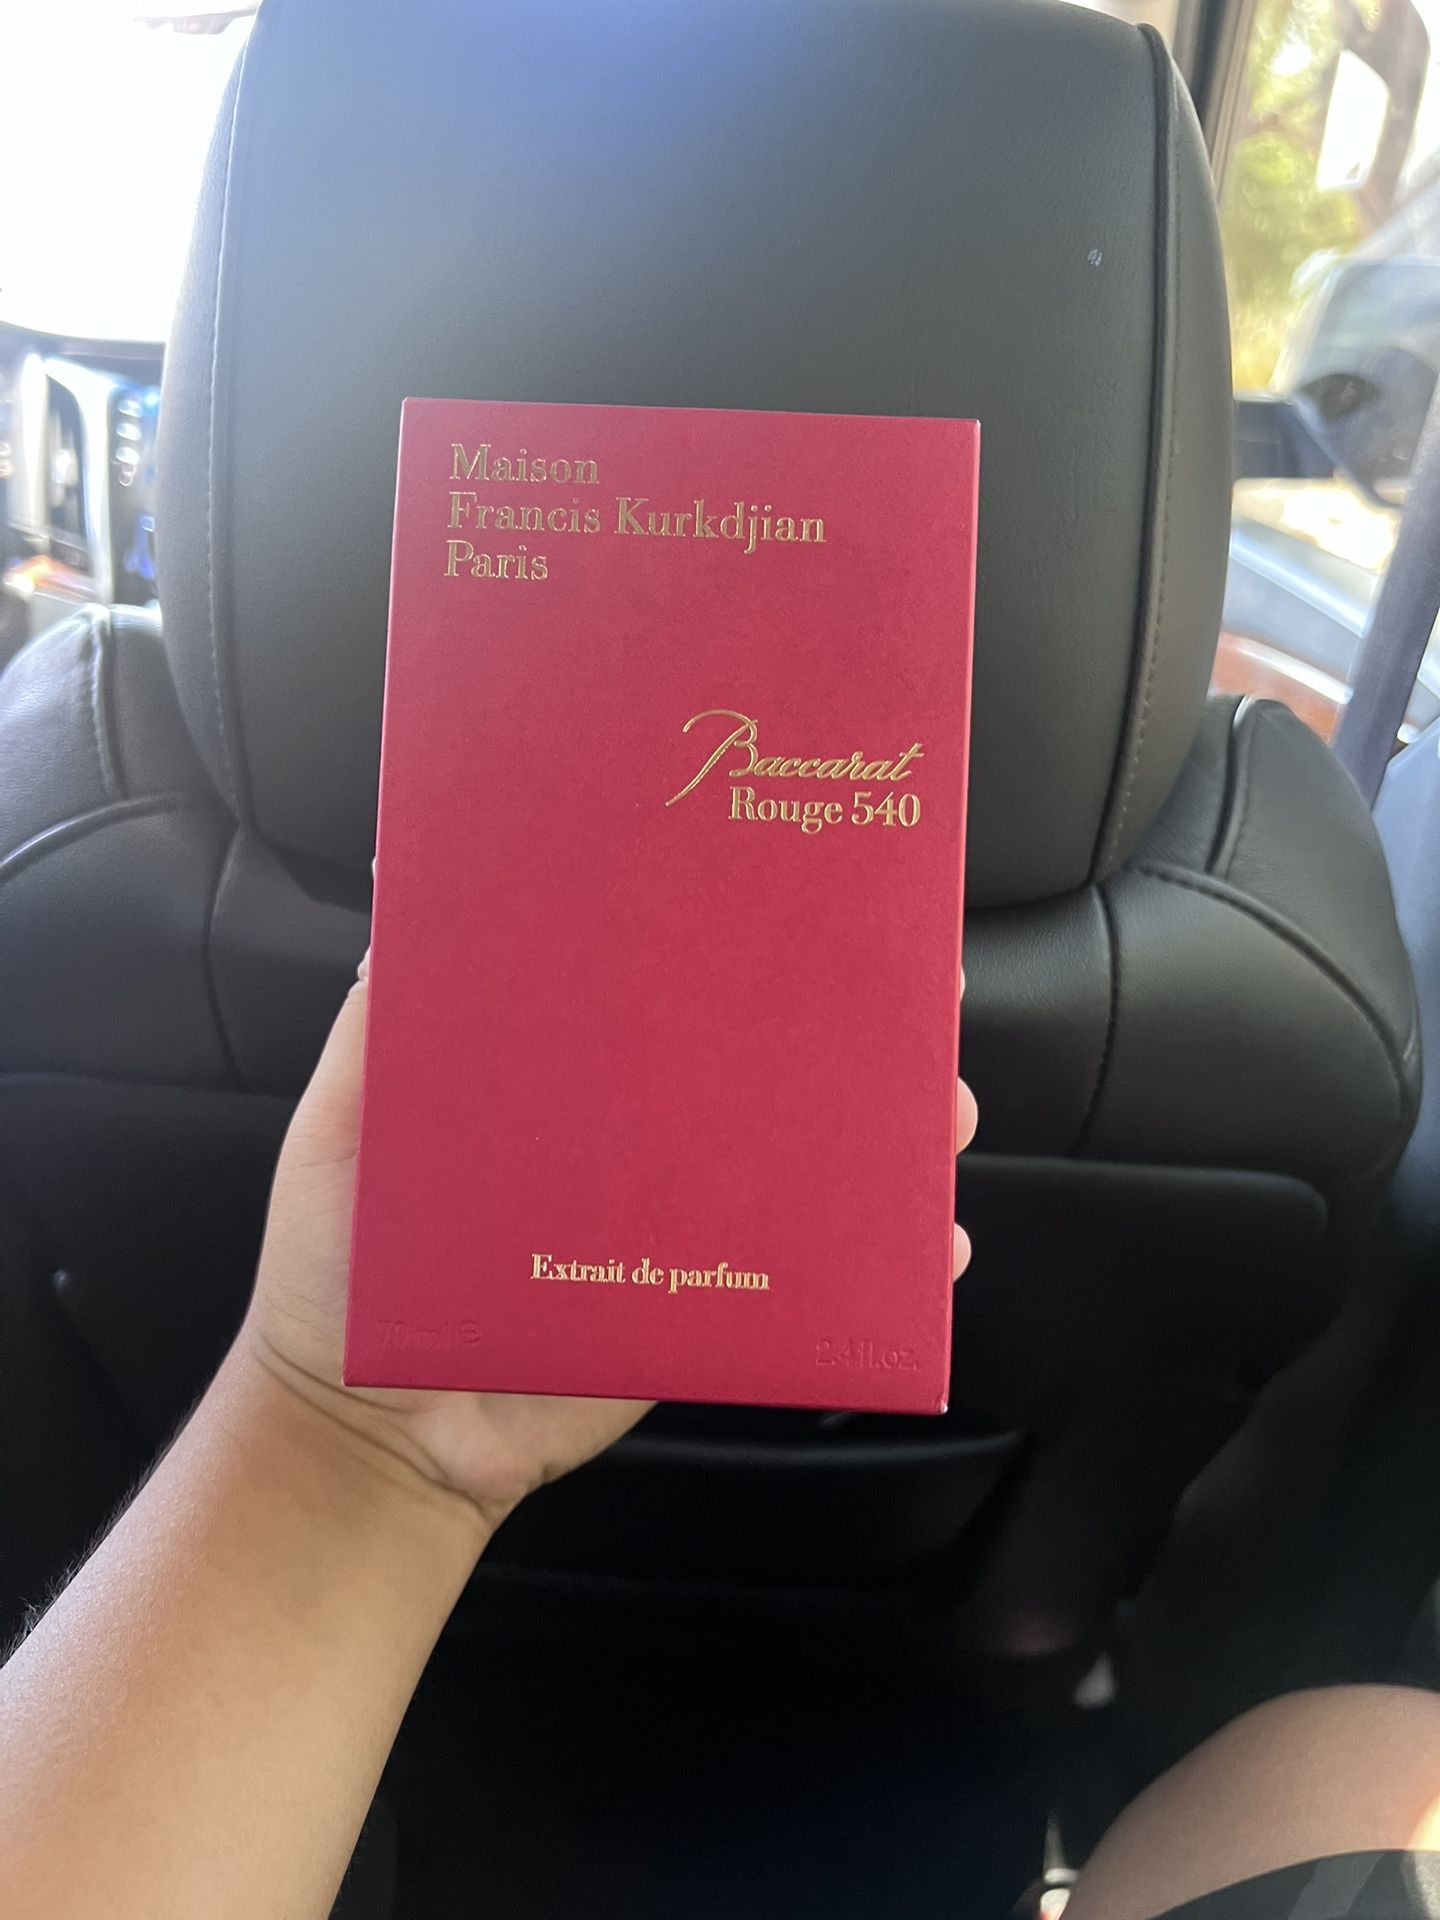 Maison
Francis Kurkdjian
Paris
Baccarat
Rouge 540
Extrait de parfum
70 ml ℮
2.4 fl.oz.